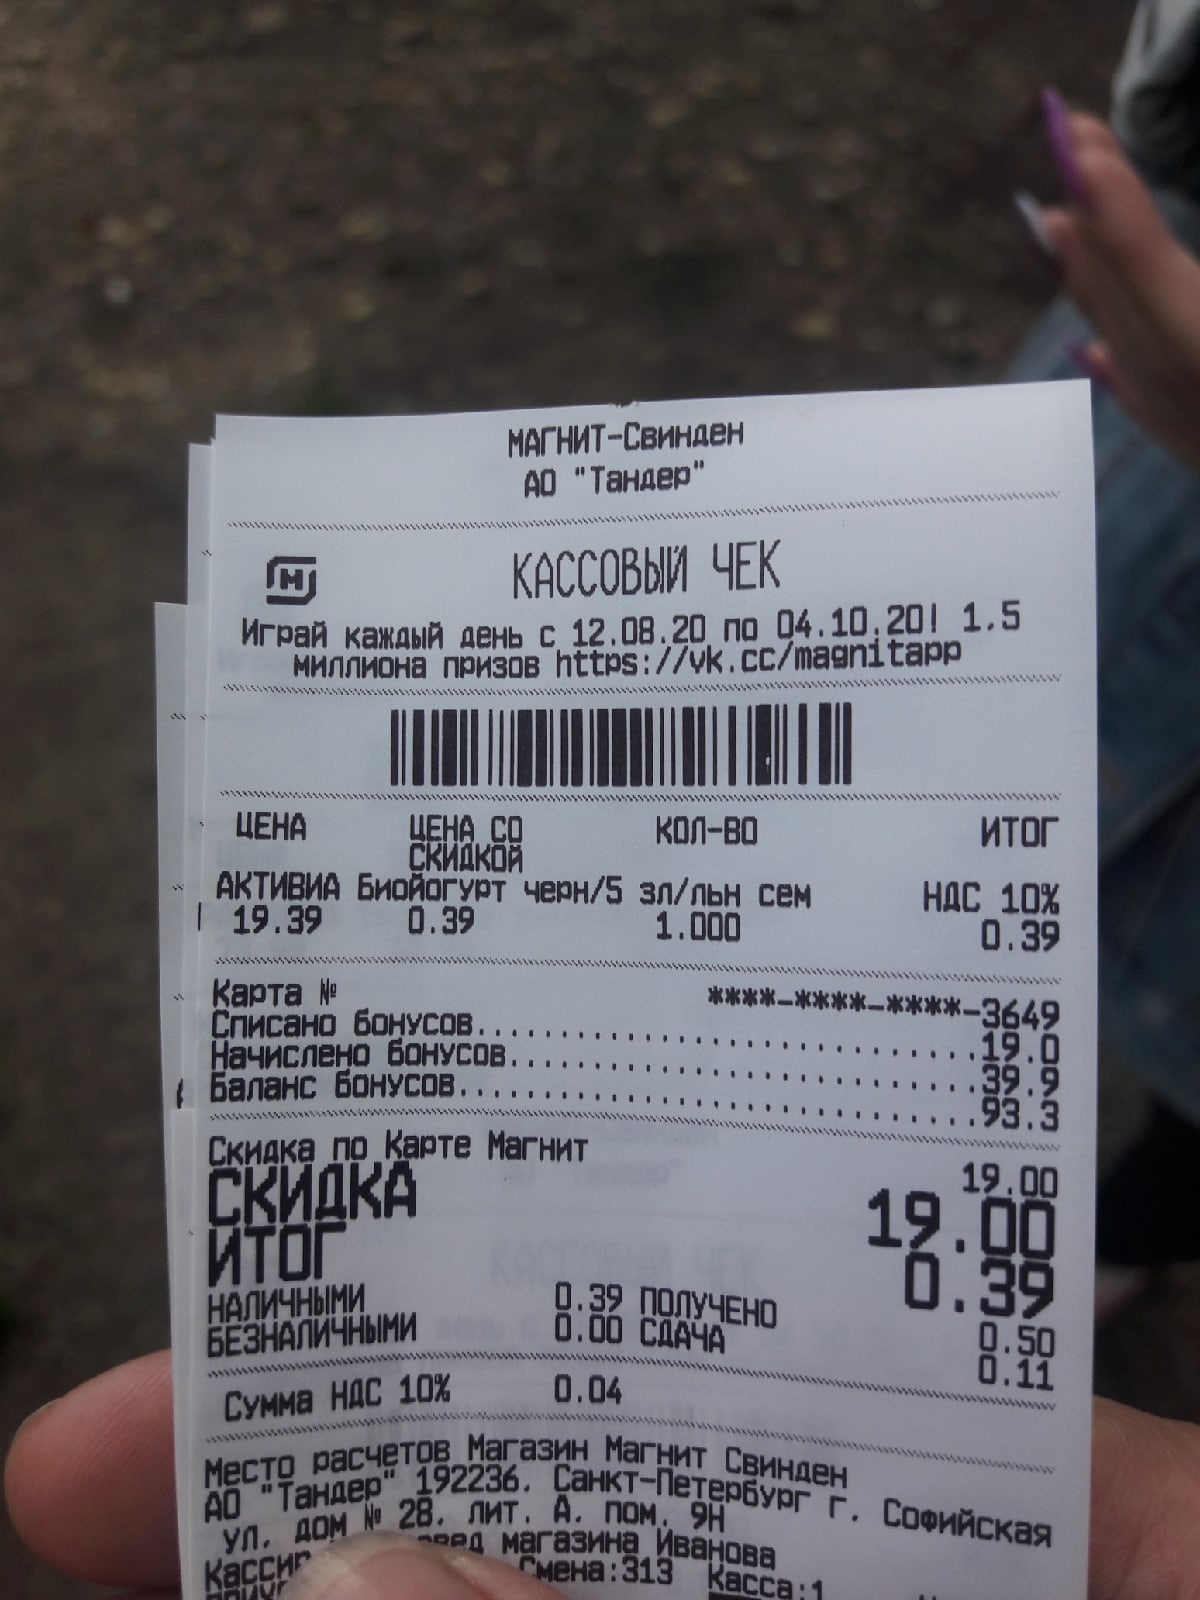 МАГНИТ-Свинден
АО "Тандер"
М КАССОВЫЙ ЧЕК
Играй каждый день с 12.08.20 по 04.10.20! 1.5
миллиона призов https://vk.cc/magnitapp
ЦЕНА ЦЕНА СО СКИДКОЙ КОЛ-ВО ИТОГ
АКТИВИА Биойогурт черн/5 зл/льн сем НДС 10%
19.39 0.39 1.000 0.39
Карта № ****-****-****-3649
Списано бонусов..............................19.0
Начислено бонусов............................39.9
Баланс бонусов...............................93.3
Скидка по Карте Магнит 19.00
СКИДКА 19.00
ИТОГ 0.39
НАЛИЧНЫМИ 0.39 ПОЛУЧЕНО 0.50
БЕЗНАЛИЧНЫМИ 0.00 СДАЧА 0.11
Сумма НДС 10% 0.04
Место расчетов Магазин Магнит Свинден
АО "Тандер" 192236. Санкт-Петербург г. Софийская
ул. дом № 28. лит. А. пом. 9Н
магазина Иванова
Смена:313 Касса:1